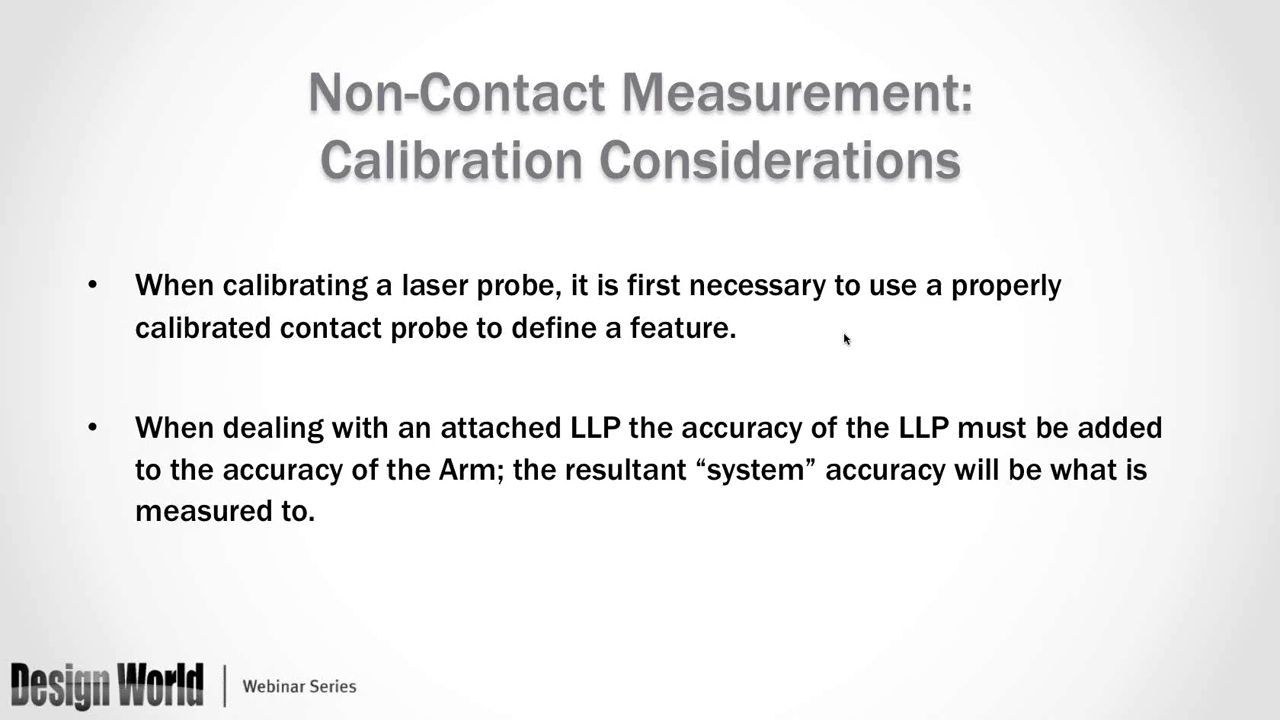 Non-Contact Measurement:
Calibration Considerations
• When calibrating a laser probe, it is first necessary to use a properly
calibrated contact probe to define a feature.
• When dealing with an attached LLP the accuracy of the LLP must be added
to the accuracy of the Arm; the resultant “system” accuracy will be what is
measured to.
Design World | Webinar Series